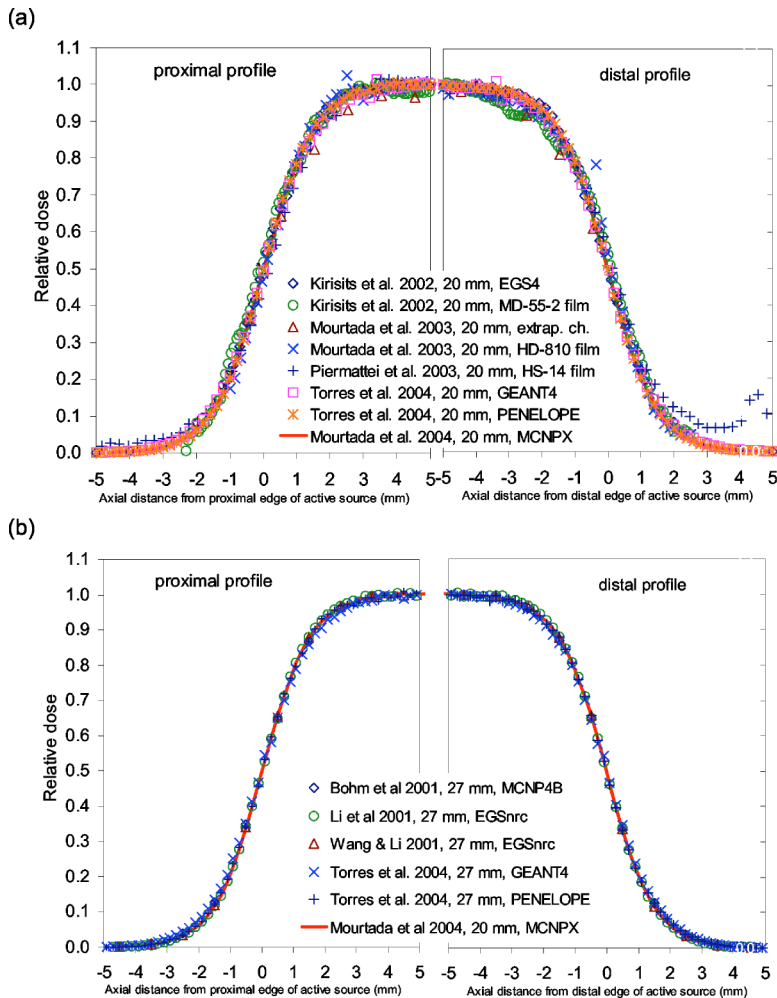 (a)
proximal profile
distal profile
1.1
1.0
0.9
0.8
0.7
0.6
0.5
0.4
0.3
0.2
0.1
0.0
Relative dose
Kirisits et al. 2002, 20 mm, EGS4
Kirisits et al. 2002, 20 mm, MD-55-2 film
Mourtada et al. 2003, 20 mm, extrap. ch.
Mourtada et al. 2003, 20 mm, HD-810 film
Piermattei et al. 2003, 20 mm, HS-14 film
Torres et al. 2004, 20 mm, GEANT4
Torres et al. 2004, 20 mm, PENELOPE
Mourtada et al. 2004, 20 mm, MCNPX
-5 -4 -3 -2 -1 0 1 2 3 4 5
-5 -4 -3 -2 -1 0 1 2 3 4 5
Axial distance from proximal edge of active source (mm)
Axial distance from distal edge of active source (mm)
(b)
proximal profile
distal profile
1.1
1.0
0.9
0.8
0.7
0.6
0.5
0.4
0.3
0.2
0.1
0.0
Relative dose
Bohm et al 2001, 27 mm, MCNP4B
Li et al 2001, 27 mm, EGSnrc
Wang & Li 2001, 27 mm, EGSnrc
Torres et al. 2004, 27 mm, GEANT4
Torres et al. 2004, 27 mm, PENELOPE
Mourtada et al 2004, 20 mm, MCNPX
-5 -4 -3 -2 -1 0 1 2 3 4 5
-5 -4 -3 -2 -1 0 1 2 3 4 5
Axial distance from proximal edge of active source (mm)
Axial distance from distal edge of active source (mm)